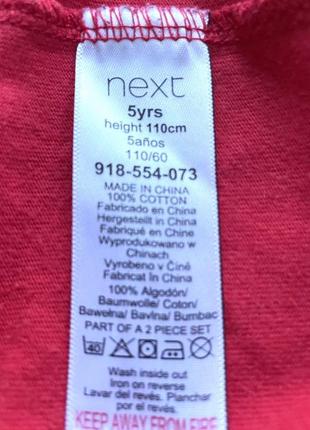 next
5yrs
height 110cm
5años
110/60
918-554-073
MADE IN CHINA
100% COTTON
Fabricado en China
Hergestellt in China
Fabriqué en Chine
Wyprodukowano w
Chinach
Vyrobeno v Číně
Fabricat în China
100% Algodón/
Baumwolle/ Coton/
Bawełna/ Bavlna/ Bumbac
PART OF A 2 PIECE SET
40
Wash inside out
Iron on reverse
Lavar del revés. Planchar
por el revés.
KEEP AWAY FROM FIRE